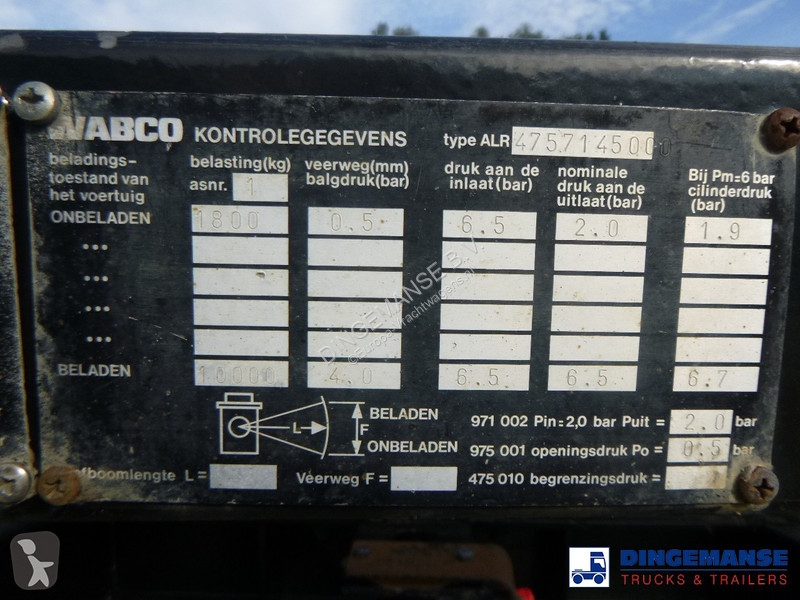 WABCO KONTROLEGEGEVENS type ALR 4757145000
beladings-
toestand van
het voertuig
belasting(kg)
asnr. 1
veerweg(mm)
balgdruk(bar)
druk aan de
inlaat(bar)
nominale
druk aan de
uitlaat(bar)
Bij Pm=6 bar
cilinderdruk
(bar)
ONBELADEN 1800 0.5 6.5 2.0 1.9
...
...
...
...
BELADEN 10000 4.0 6.5 6.5 6.7
L F
BELADEN
ONBELADEN
971 002 Pin=2,0 bar Puit = 2.0 bar
975 001 openingsdruk Po = 0.5 bar
fboomlengte L = Veerweg F = 475 010 begrenzingsdruk =
DINGEMANSE B.V.
DINGEMANSE
TRUCKS & TRAILERS